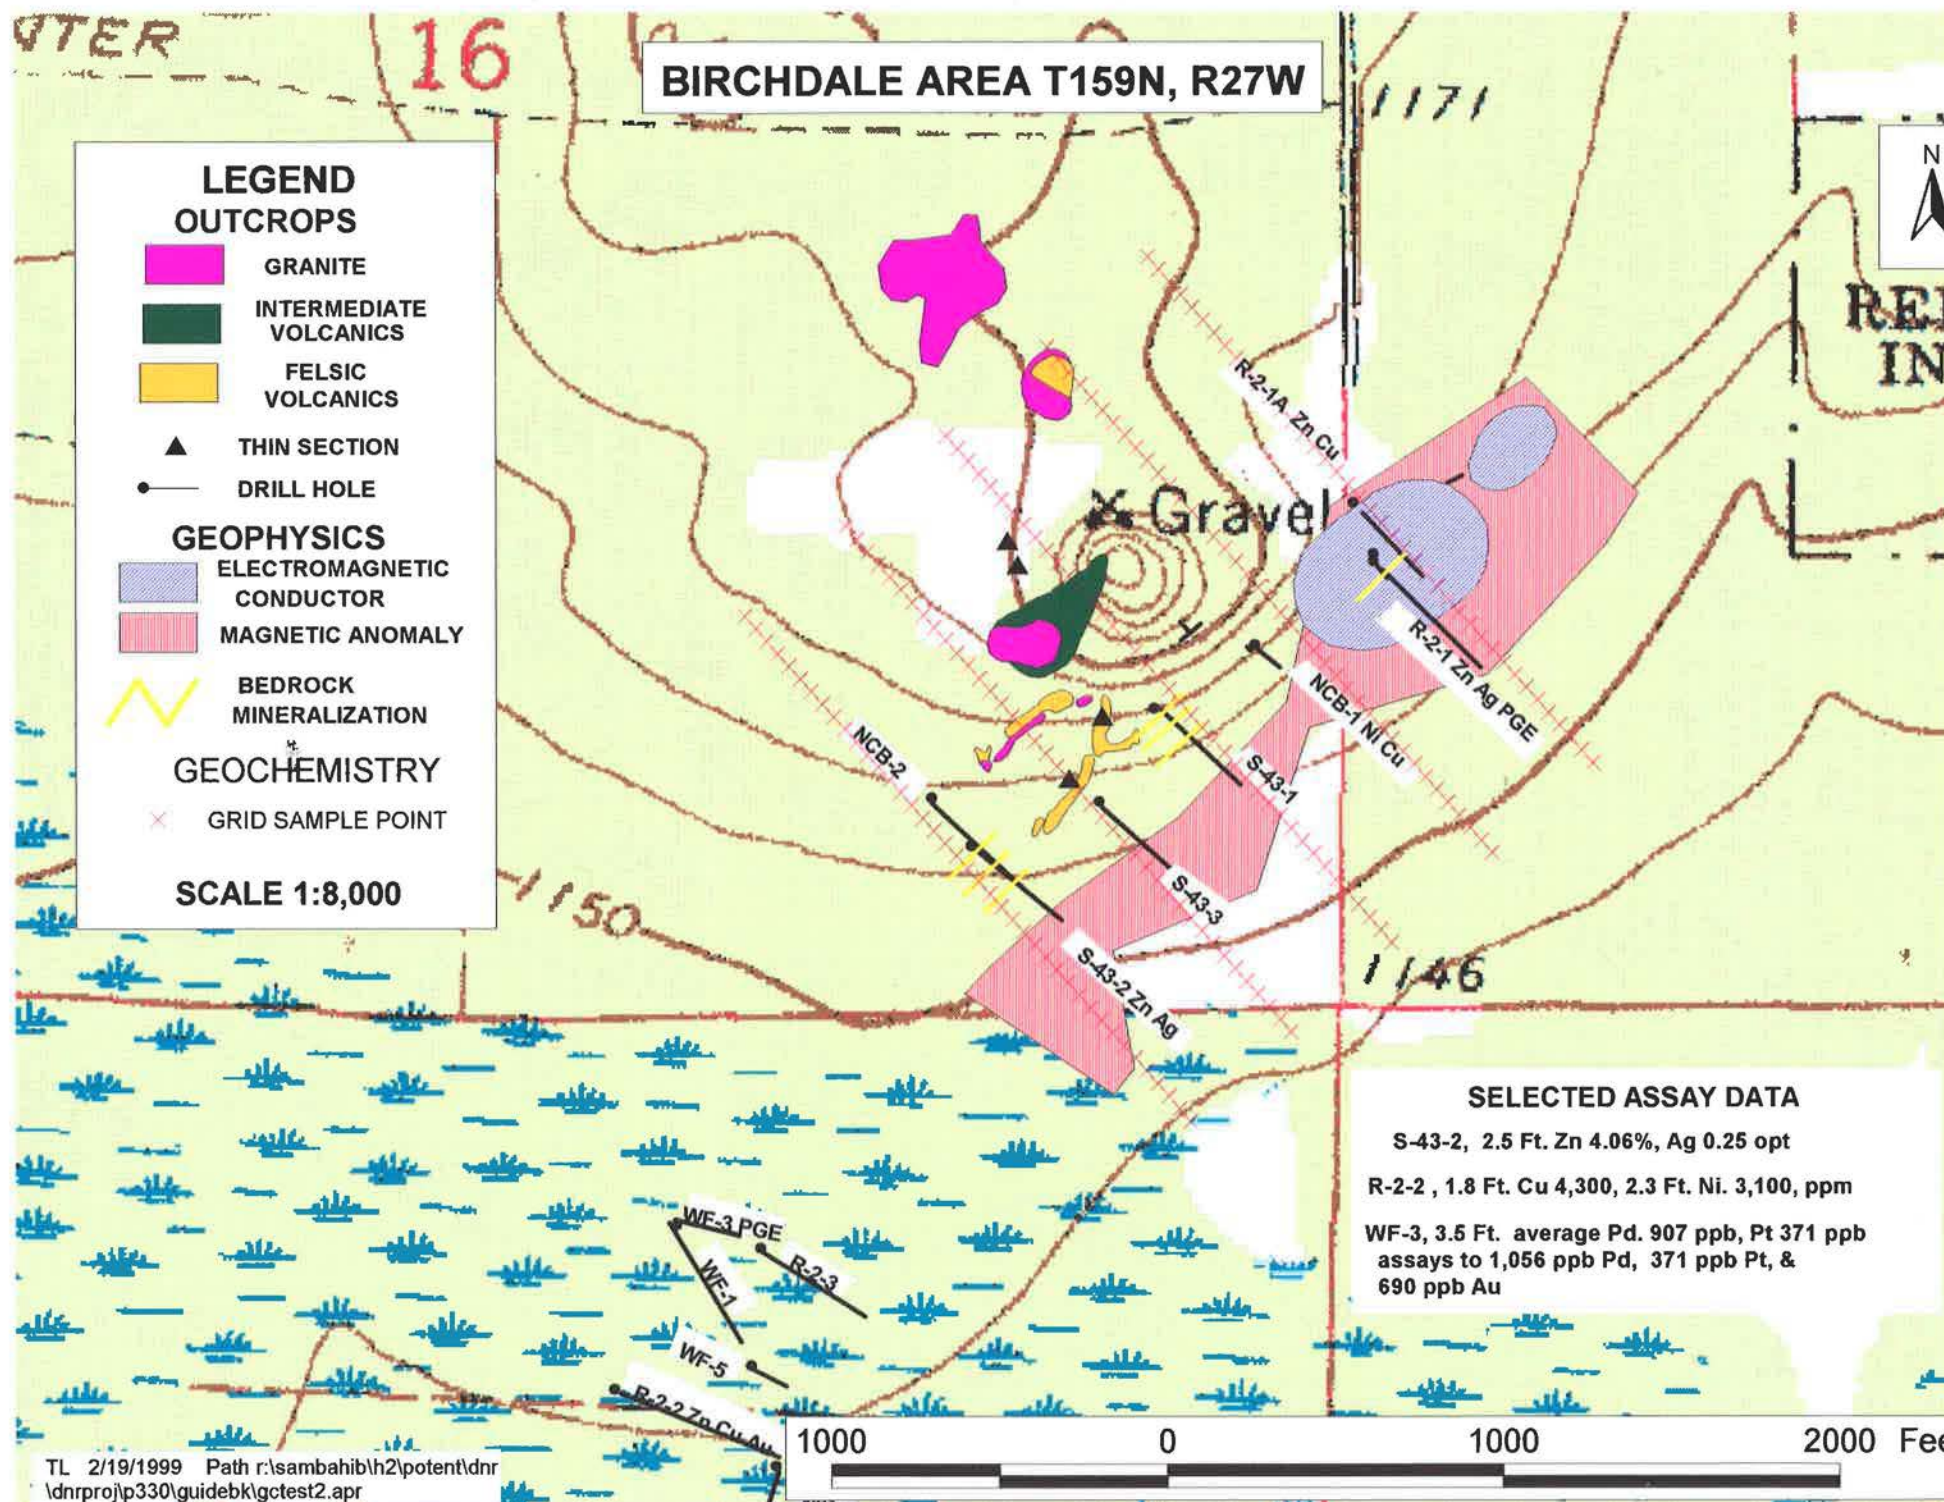 16
BIRCHDALE AREA T159N, R27W
1171
LEGEND
OUTCROPS
GRANITE
INTERMEDIATE
VOLCANICS
FELSIC
VOLCANICS
THIN SECTION
DRILL HOLE
GEOPHYSICS
ELECTROMAGNETIC
CONDUCTOR
MAGNETIC ANOMALY
BEDROCK
MINERALIZATION
GEOCHEMISTRY
GRID SAMPLE POINT
SCALE 1:8,000
N
R-2-1A Zn Cu
Gravel
R-2-1 Zn Ag PGE
NCB-1 Ni Cu
NCB-2
S-43-1
S-43-3
S-43-2 Zn Ag
1150
1146
SELECTED ASSAY DATA
S-43-2, 2.5 Ft. Zn 4.06%, Ag 0.25 opt
R-2-2 , 1.8 Ft. Cu 4,300, 2.3 Ft. Ni. 3,100, ppm
WF-3, 3.5 Ft. average Pd. 907 ppb, Pt 371 ppb
assays to 1,056 ppb Pd, 371 ppb Pt, &
690 ppb Au
WF-3 PGE
R-2-3
WF-1
WF-5
R-2-2 Zn Cu Au
1000 0 1000 2000
TL 2/19/1999 Path r:\sambahib\h2\potent\dnr
\dnrproj\p330\guidebk\gctest2.apr